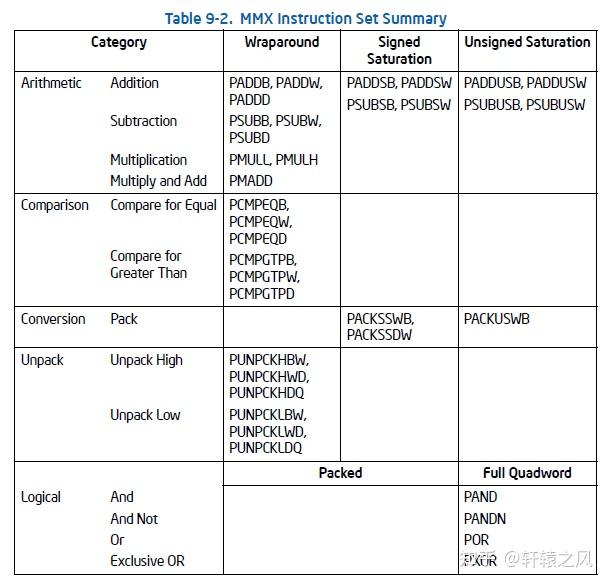 Table 9-2. MMX Instruction Set Summary
Category Wraparound Signed Saturation Unsigned Saturation
Arithmetic Addition PADDB, PADDW, PADDD PADDSB, PADDSW PADDUSB, PADDUSW
Subtraction PSUBB, PSUBW, PSUBD PSUBSB, PSUBSW PSUBUSB, PSUBUSW
Multiplication PMULL, PMULH
Multiply and Add PMADD
Comparison Compare for Equal PCMPEQB, PCMPEQW, PCMPEQD
Compare for Greater Than PCMPGTPB, PCMPGTPW, PCMPGTPD
Conversion Pack PACKSSWB, PACKSSDW PACKUSWB
Unpack Unpack High PUNPCKHBW, PUNPCKHWD, PUNPCKHDQ
Unpack Low PUNPCKLBW, PUNPCKLWD, PUNPCKLDQ
Packed Full Quadword
Logical And PAND
And Not PANDN
Or POR
Exclusive OR PXOR
知乎 @轩辕之风